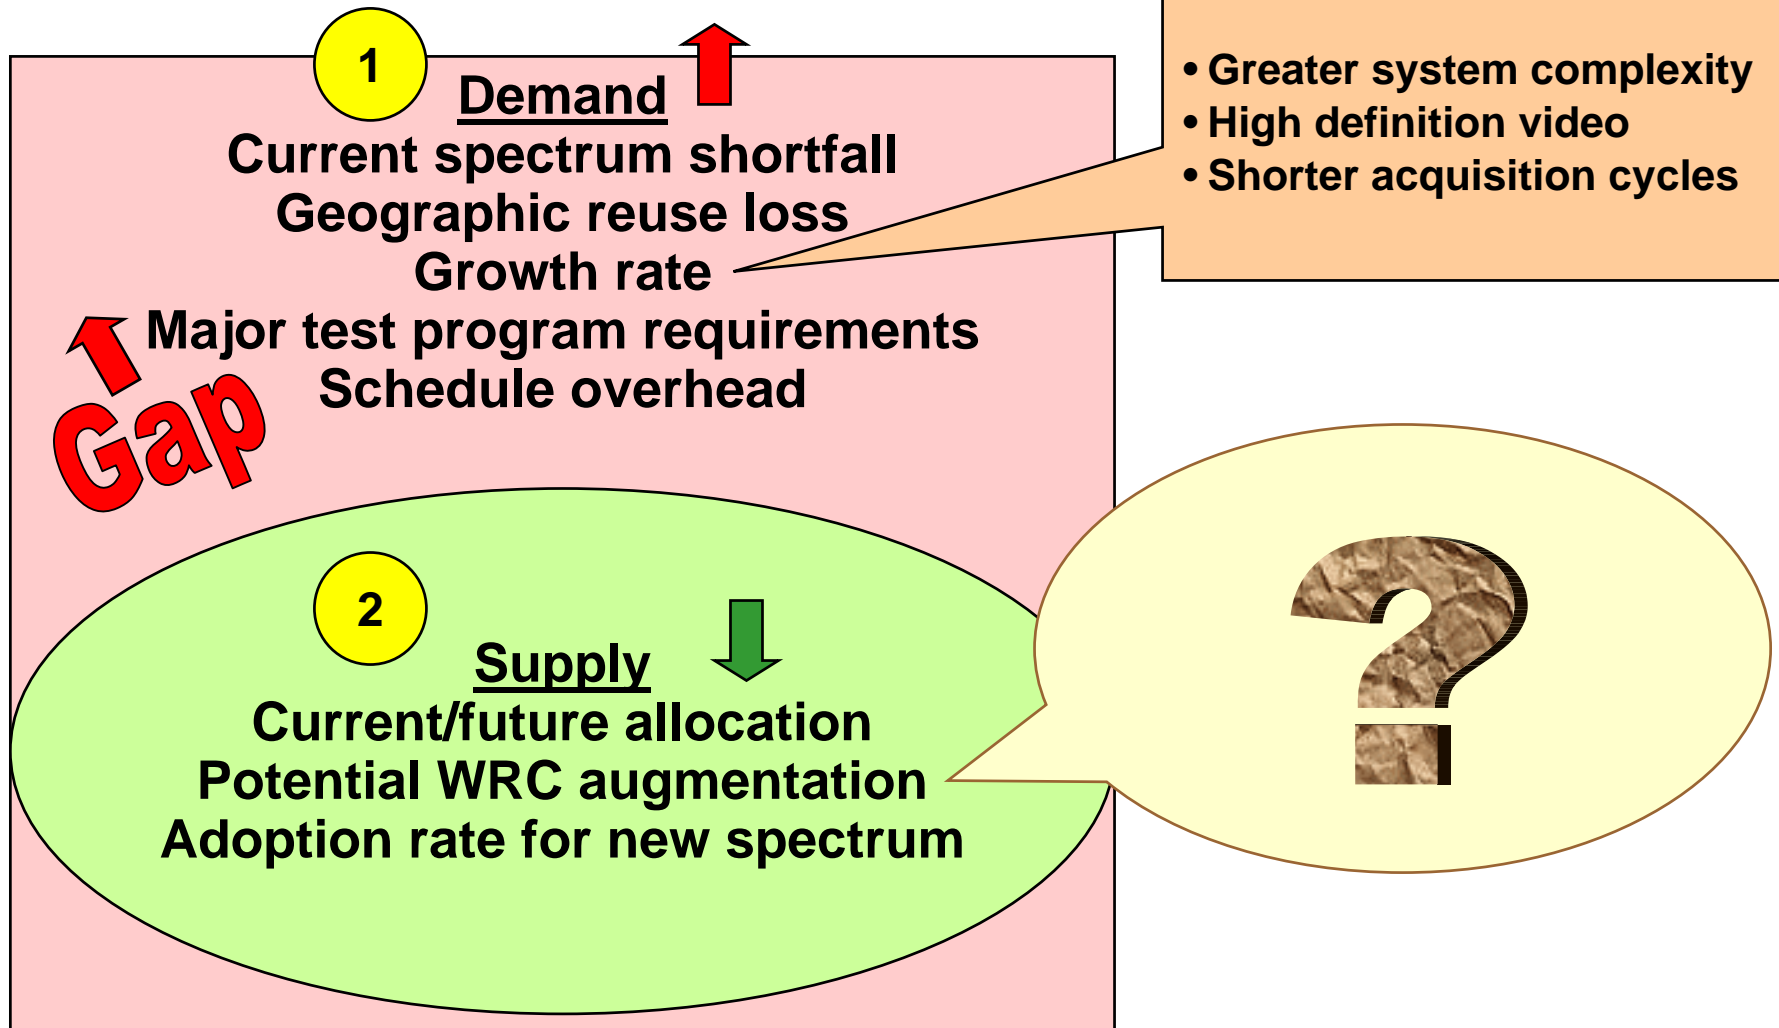 1
Demand
Current spectrum shortfall
Geographic reuse loss
Growth rate
Major test program requirements
Schedule overhead
• Greater system complexity
• High definition video
• Shorter acquisition cycles
Gap
2
Supply
Current/future allocation
Potential WRC augmentation
Adoption rate for new spectrum
?